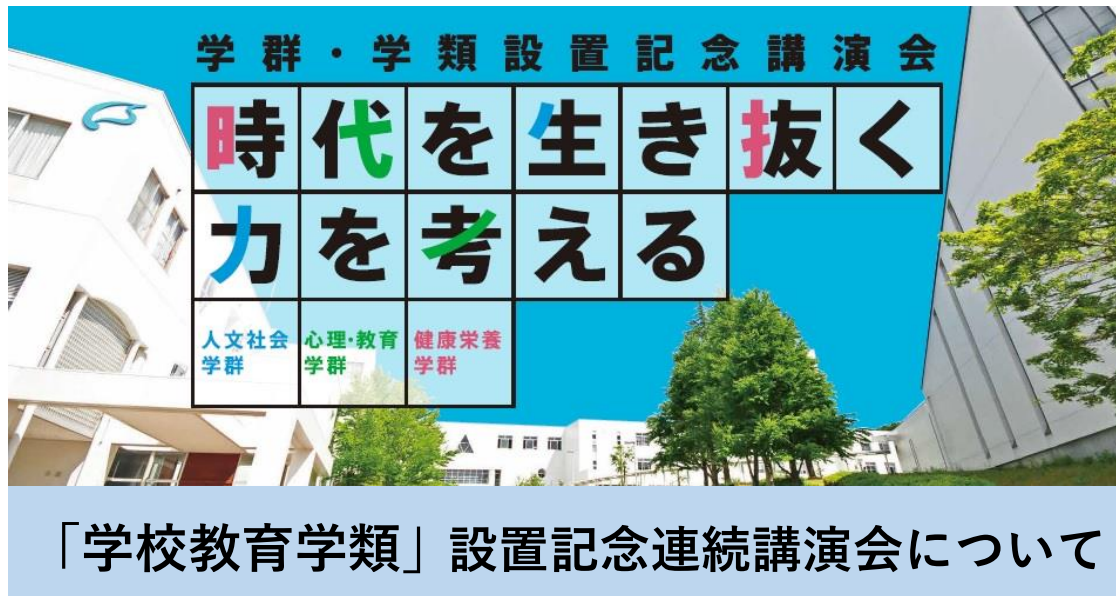 学群・学類設置記念講演会
時代を生き抜く
力を考える
人文社会
学群
心理・教育
学群
健康栄養
学群
「学校教育学類」設置記念連続講演会について